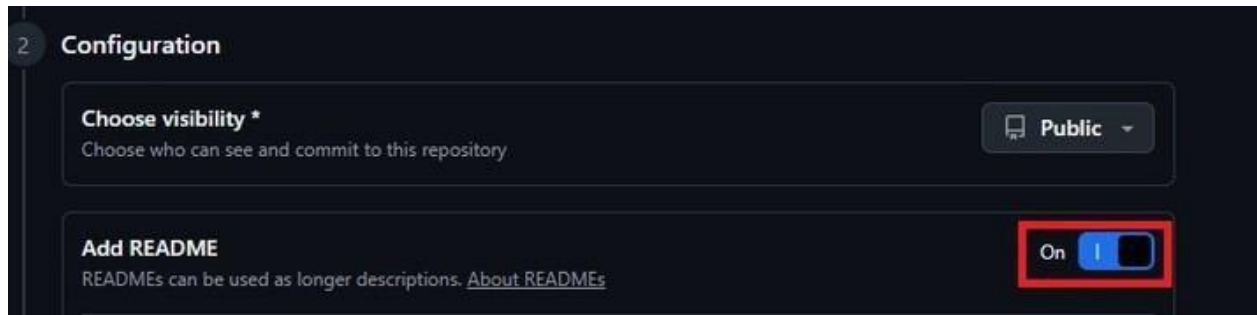 2
Configuration
Choose visibility *
Choose who can see and commit to this repository
Public
Add README
READMEs can be used as longer descriptions. About READMEs
On